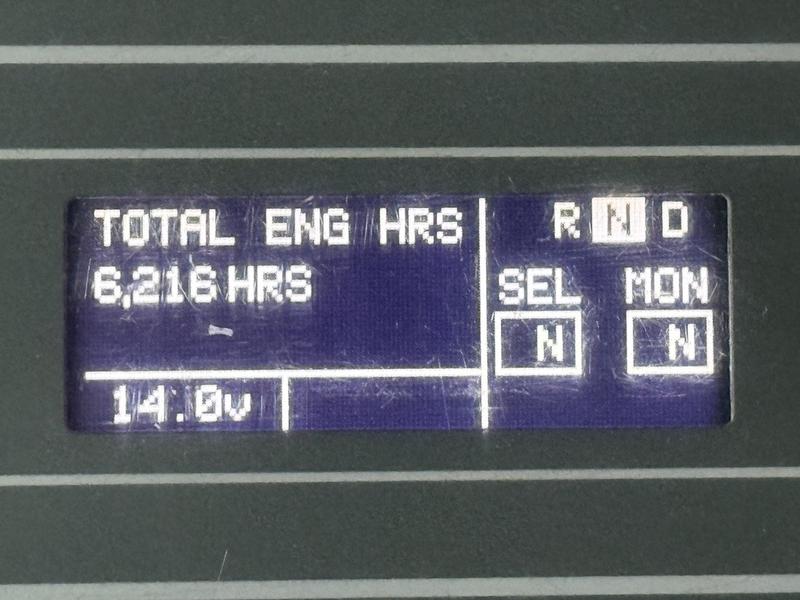 TOTAL ENG HRS
6,216 HRS
14.0v
R N D
SEL MON
N N